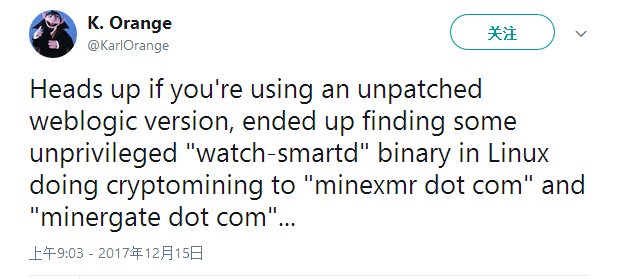 K. Orange
@KarlOrange
关注
Heads up if you're using an unpatched
weblogic version, ended up finding some
unprivileged "watch-smartd" binary in Linux
doing cryptomining to "minexmr dot com" and
"minergate dot com"...
上午9:03 - 2017年12月15日